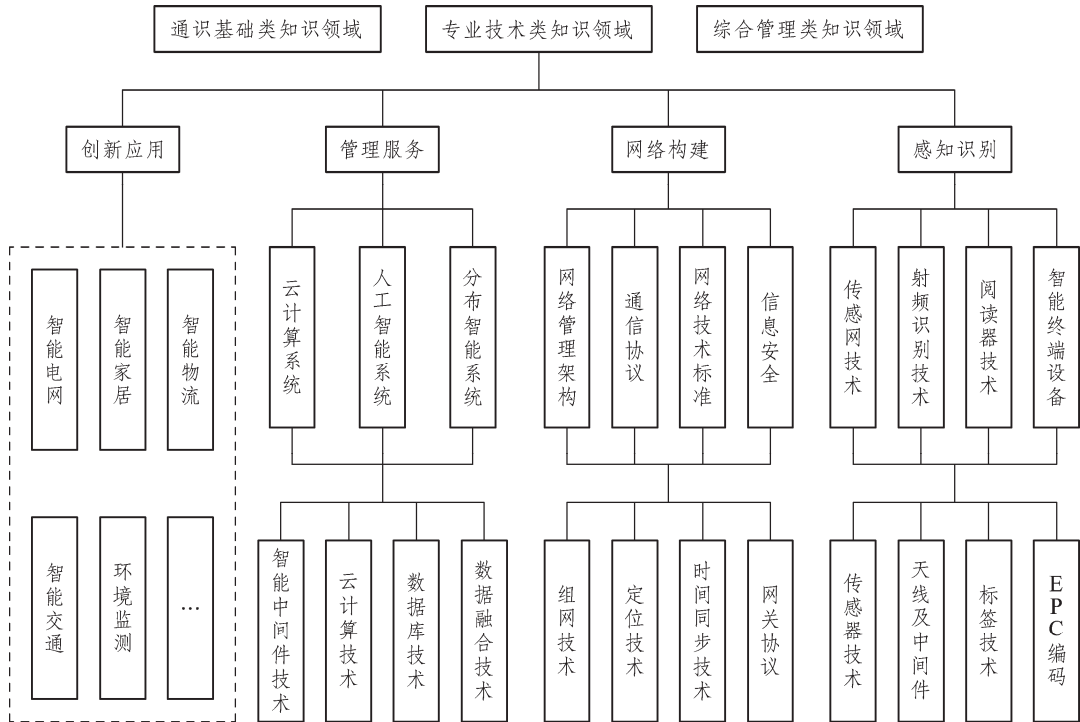 通识基础类知识领域
专业技术类知识领域
综合管理类知识领域
创新应用
管理服务
网络构建
感知识别
智能电网
智能家居
智能物流
云计算系统
人工智能系统
分布智能系统
网络管理架构
通信协议
网络技术标准
信息安全
传感网技术
射频识别技术
阅读器技术
智能终端设备
智能交通
环境监测
…
智能中间件技术
云计算技术
数据库技术
数据融合技术
组网技术
定位技术
时间同步技术
网关协议
传感器技术
天线及中间件
标签技术
EPC编码